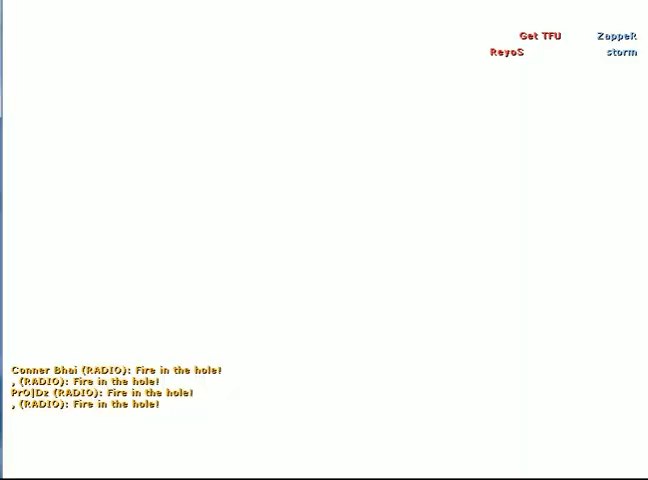 Get TFU ZappeR
ReyoS storm
Conner Bhai (RADIO): Fire in the hole!
, (RADIO): Fire in the hole!
PrO|Dz (RADIO): Fire in the hole!
, (RADIO): Fire in the hole!